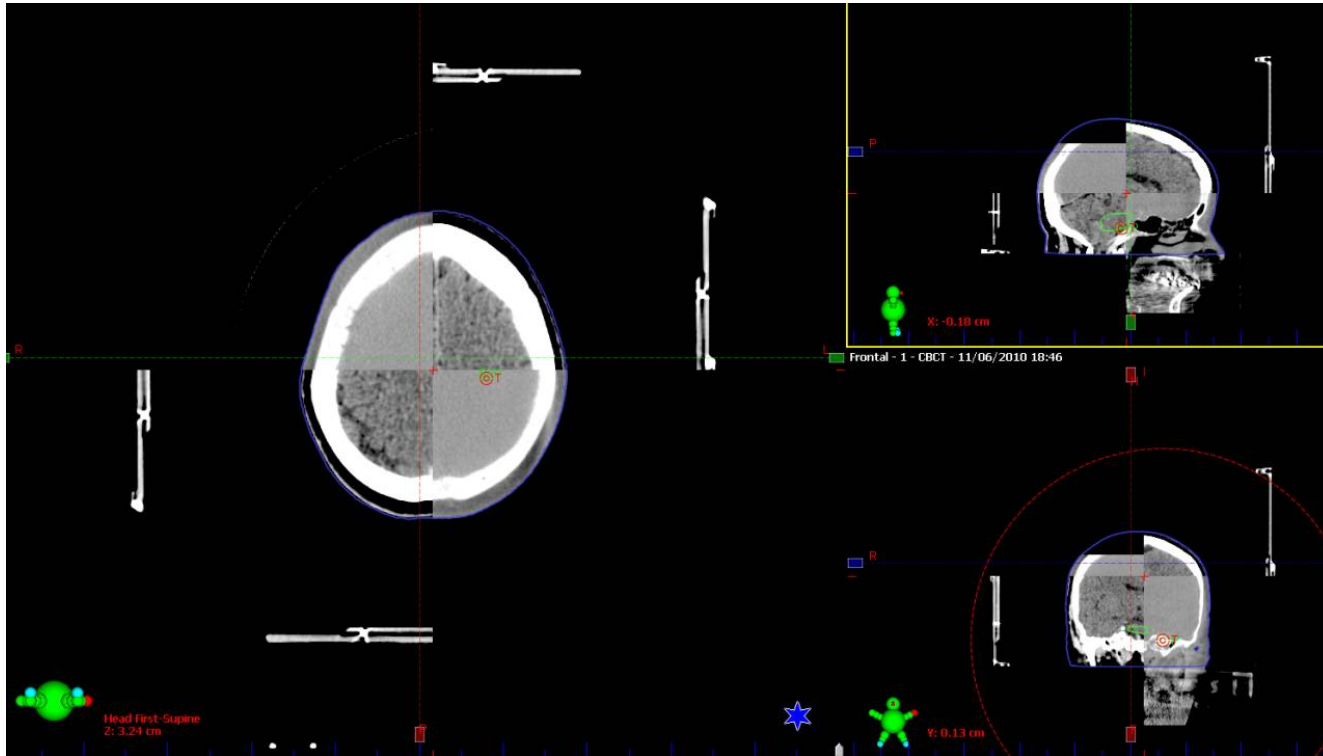 P
R
L
T
T
X: -0.18 cm
Frontal - 1 - CBCT - 11/06/2010 18:46
R
T
Head First-Supine
Z: 3.24 cm
Y: 0.13 cm